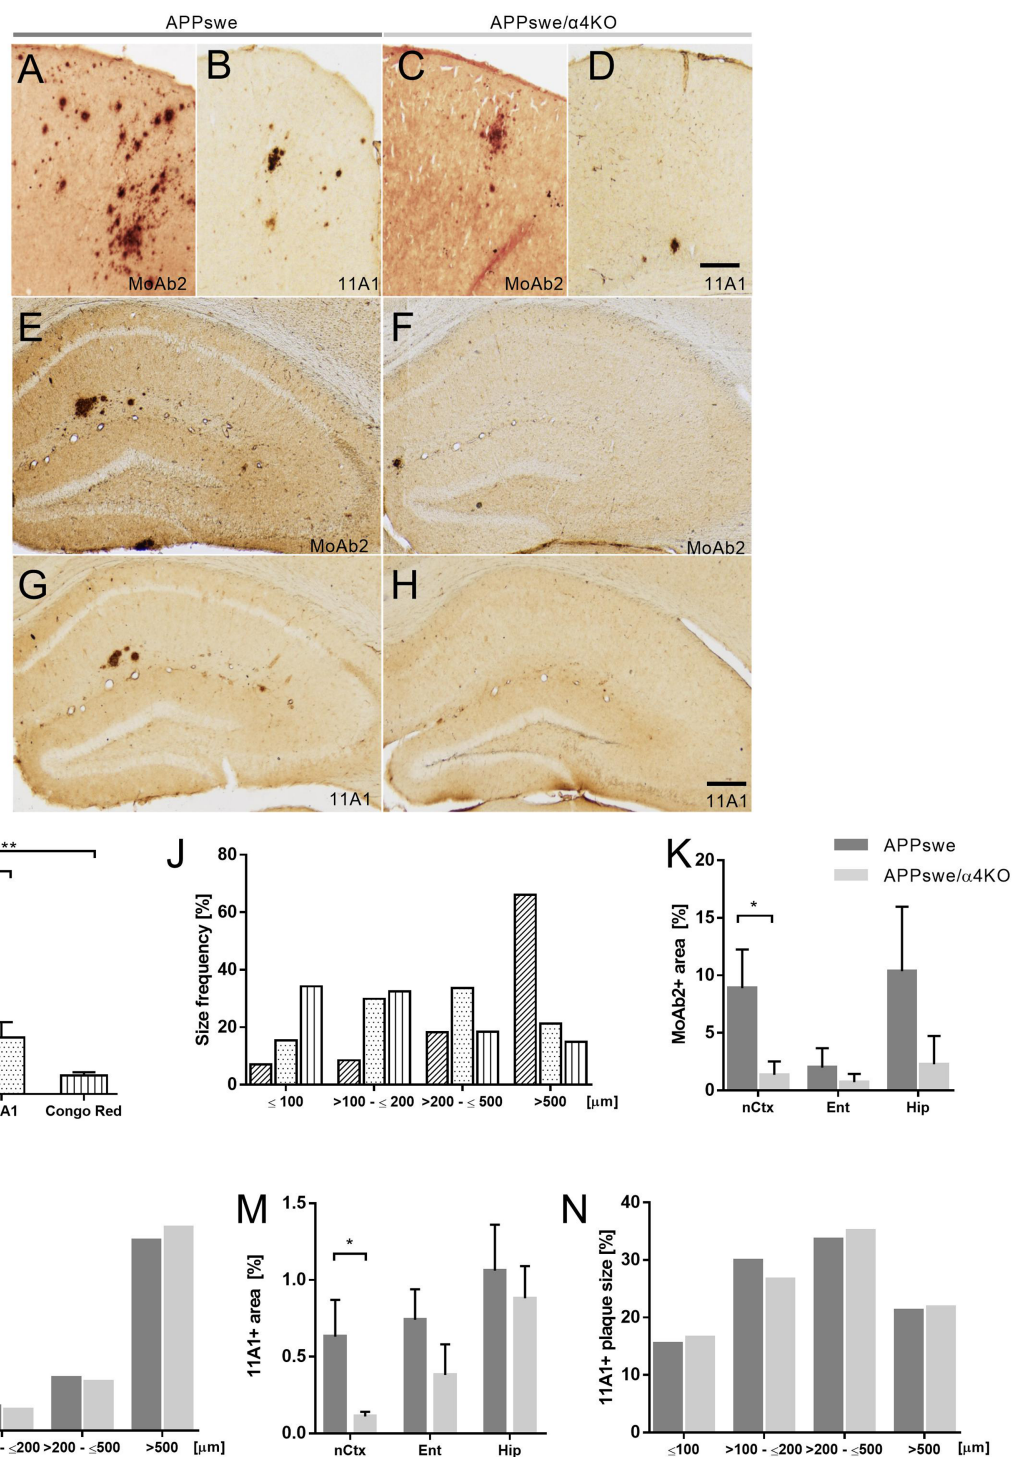 APPswe
APPswe/α4KO
A
B
C
D
MoAb2
11A1
MoAb2
11A1
E
F
MoAb2
MoAb2
G
H
11A1
11A1
**
A1
Congo Red
J
80
60
40
20
0
Size frequency [%]
≤ 100
>100 - ≤ 200
>200 - ≤ 500
>500
[µm]
K
APPswe
APPswe/α4KO
20
15
10
5
0
MoAb2+ area [%]
*
nCtx
Ent
Hip
- ≤200
>200 - ≤500
>500
[µm]
M
1.5
1.0
0.5
0.0
11A1+ area [%]
*
nCtx
Ent
Hip
N
40
30
20
10
0
11A1+ plaque size [%]
≤100
>100 - ≤200
>200 - ≤500
>500
[µm]